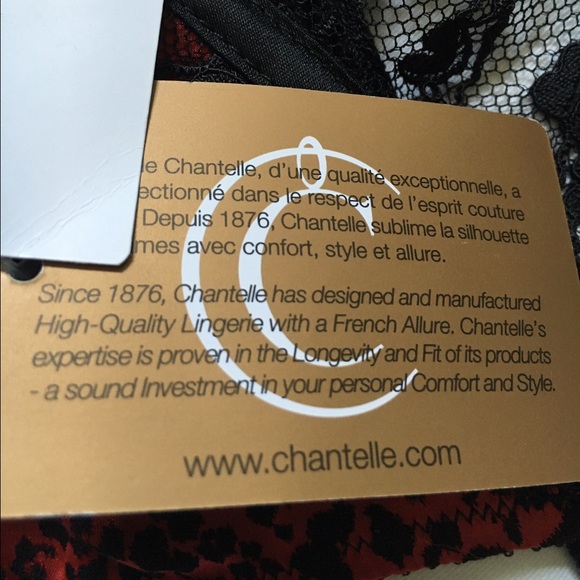 Chantelle, d'une qualité exceptionnelle, a
dans le respect de l'esprit couture
Depuis 1876, Chantelle sublime la silhouette
avec confort, style et allure.
Since 1876, Chantelle has designed and manufactured
High-Quality Lingerie with a French Allure. Chantelle's
expertise is proven in the Longevity and Fit of its products
- a sound Investment in your personal Comfort and Style.
www.chantelle.com